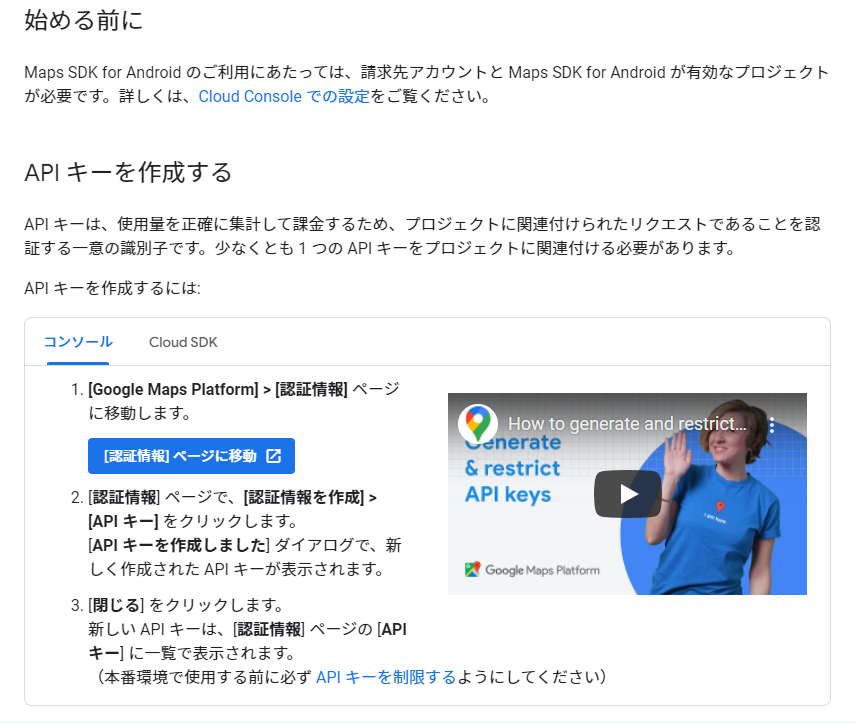 始める前に
Maps SDK for Android のご利用にあたっては、請求先アカウントと Maps SDK for Android が有効なプロジェクト
が必要です。詳しくは、Cloud Console での設定をご覧ください。
API キーを作成する
API キーは、使用量を正確に集計して課金するため、プロジェクトに関連付けられたリクエストであることを認
証する一意の識別子です。少なくとも 1 つの API キーをプロジェクトに関連付ける必要があります。
API キーを作成するには:
コンソール Cloud SDK
1. [Google Maps Platform] > [認証情報] ページ
に移動します。
[認証情報] ページに移動
2. [認証情報] ページで、[認証情報を作成] >
[API キー] をクリックします。
[API キーを作成しました] ダイアログで、新
しく作成された API キーが表示されます。
3. [閉じる] をクリックします。
新しい API キーは、[認証情報] ページの [API
キー] に一覧で表示されます。
（本番環境で使用する前に必ず API キーを制限するようにしてください）
How to generate and restrict...
Generate
& restrict
API keys
I am here
Google Maps Platform